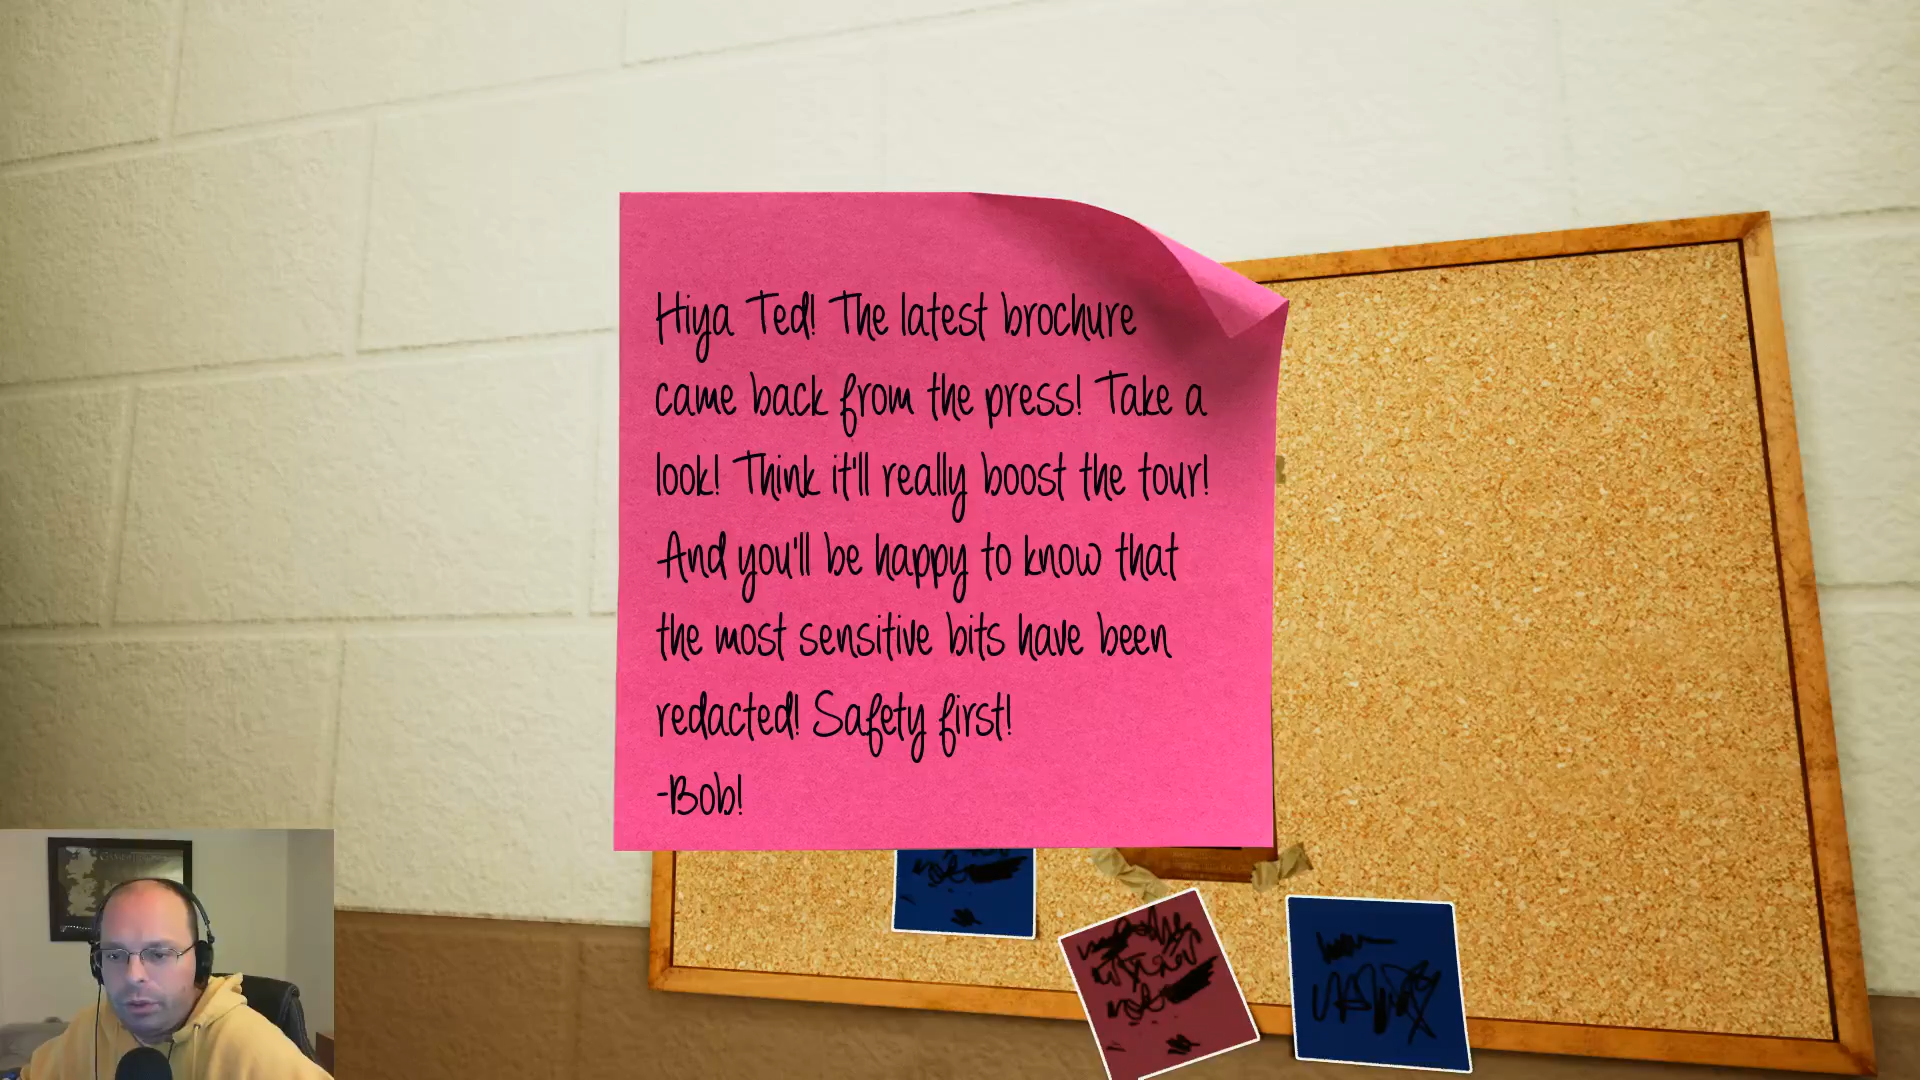 Hiya Ted! The latest brochure
came back from the press! Take a
look! Think it'll really boost the tour!
And you'll be happy to know that
the most sensitive bits have been
redacted! Safety first!
-Bob!